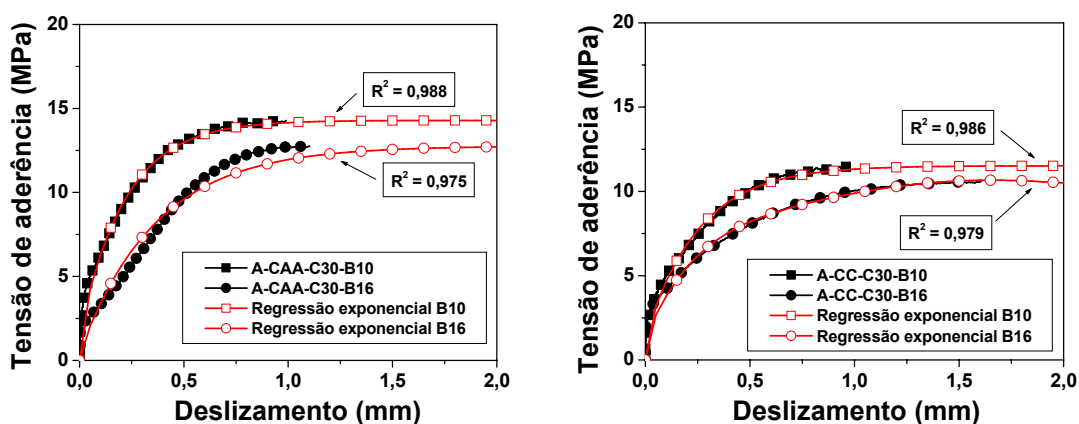 Tensão de aderência (MPa)
20
15
10
5
0
R² = 0,988
R² = 0,975
A-CAA-C30-B10
A-CAA-C30-B16
Regressão exponencial B10
Regressão exponencial B16
0,0 0,5 1,0 1,5 2,0
Deslizamento (mm)
Tensão de aderência (MPa)
20
15
10
5
0
R² = 0,986
R² = 0,979
A-CC-C30-B10
A-CC-C30-B16
Regressão exponencial B10
Regressão exponencial B16
0,0 0,5 1,0 1,5 2,0
Deslizamento (mm)